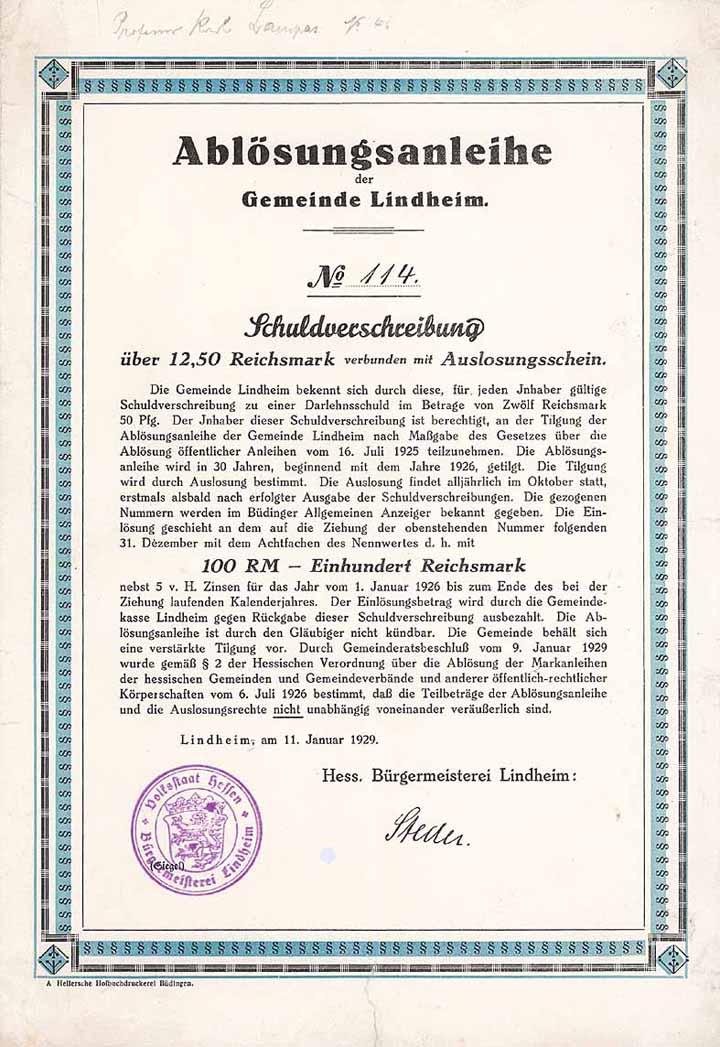 Professor Karl
Ablösungsanleihe
der
Gemeinde Lindheim.
№ 114.
Schuldverschreibung
über 12,50 Reichsmark verbunden mit Auslosungsschein.
Die Gemeinde Lindheim bekennt sich durch diese, für jeden Jnhaber gültige
Schuldverschreibung zu einer Darlehnsschuld im Betrage von Zwölf Reichsmark
50 Pfg. Der Jnhaber dieser Schuldverschreibung ist berechtigt, an der Tilgung der
Ablösungsanleihe der Gemeinde Lindheim nach Maßgabe des Gesetzes über die
Ablösung öffentlicher Anleihen vom 16. Juli 1925 teilzunehmen. Die Ablösungs-
anleihe wird in 30 Jahren, beginnend mit dem Jahre 1926, getilgt. Die Tilgung
wird durch Auslosung bestimmt. Die Auslosung findet alljährlich im Oktober statt,
erstmals alsbald nach erfolgter Ausgabe der Schuldverschreibungen. Die gezogenen
Nummern werden im Büdinger Allgemeinen Anzeiger bekannt gegeben. Die Ein-
lösung geschieht an dem auf die Ziehung der obenstehenden Nummer folgenden
31. Dezember mit dem Achtfachen des Nennwertes d. h. mit
100 RM – Einhundert Reichsmark
nebst 5 v. H. Zinsen für das Jahr vom 1. Januar 1926 bis zum Ende des bei der
Ziehung laufenden Kalenderjahres. Der Einlösungsbetrag wird durch die Gemeinde-
kasse Lindheim gegen Rückgabe dieser Schuldverschreibung ausbezahlt. Die Ab-
lösungsanleihe ist durch den Gläubiger nicht kündbar. Die Gemeinde behält sich
eine verstärkte Tilgung vor. Durch Gemeinderatsbeschluß vom 9. Januar 1929
wurde gemäß § 2 der Hessischen Verordnung über die Ablösung der Markanleihen
der hessischen Gemeinden und Gemeindeverbände und anderer öffentlich-rechtlicher
Körperschaften vom 6. Juli 1926 bestimmt, daß die Teilbeträge der Ablösungsanleihe
und die Auslosungsrechte nicht unabhängig voneinander veräußerlich sind.
Lindheim, am 11. Januar 1929.
Hess. Bürgermeisterei Lindheim:
Volksstaat Hessen
Bürgermeisterei Lindheim
(Siegel)
A Hellersche Hofbuchdruckerei Büdingen.